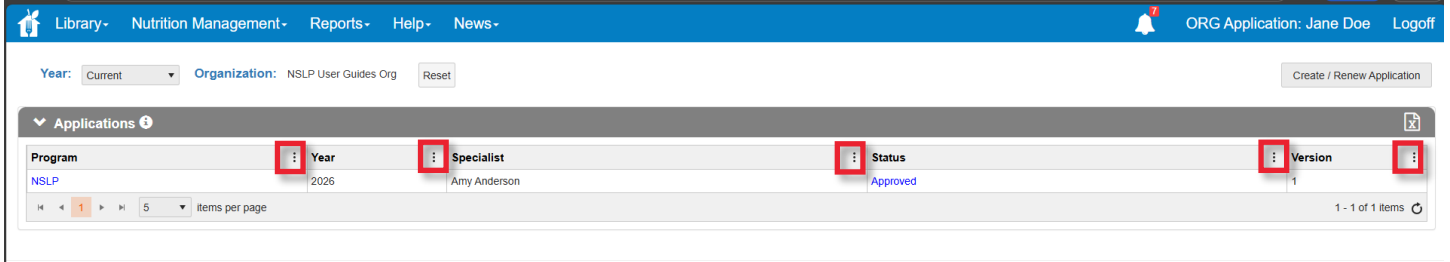 Library Nutrition Management Reports Help News 7 ORG Application: Jane Doe Logoff
Year: Current Organization: NSLP User Guides Org Reset Create / Renew Application
Applications
Program Year Specialist Status Version
NSLP 2026 Amy Anderson Approved 1
1 5 items per page 1 - 1 of 1 items